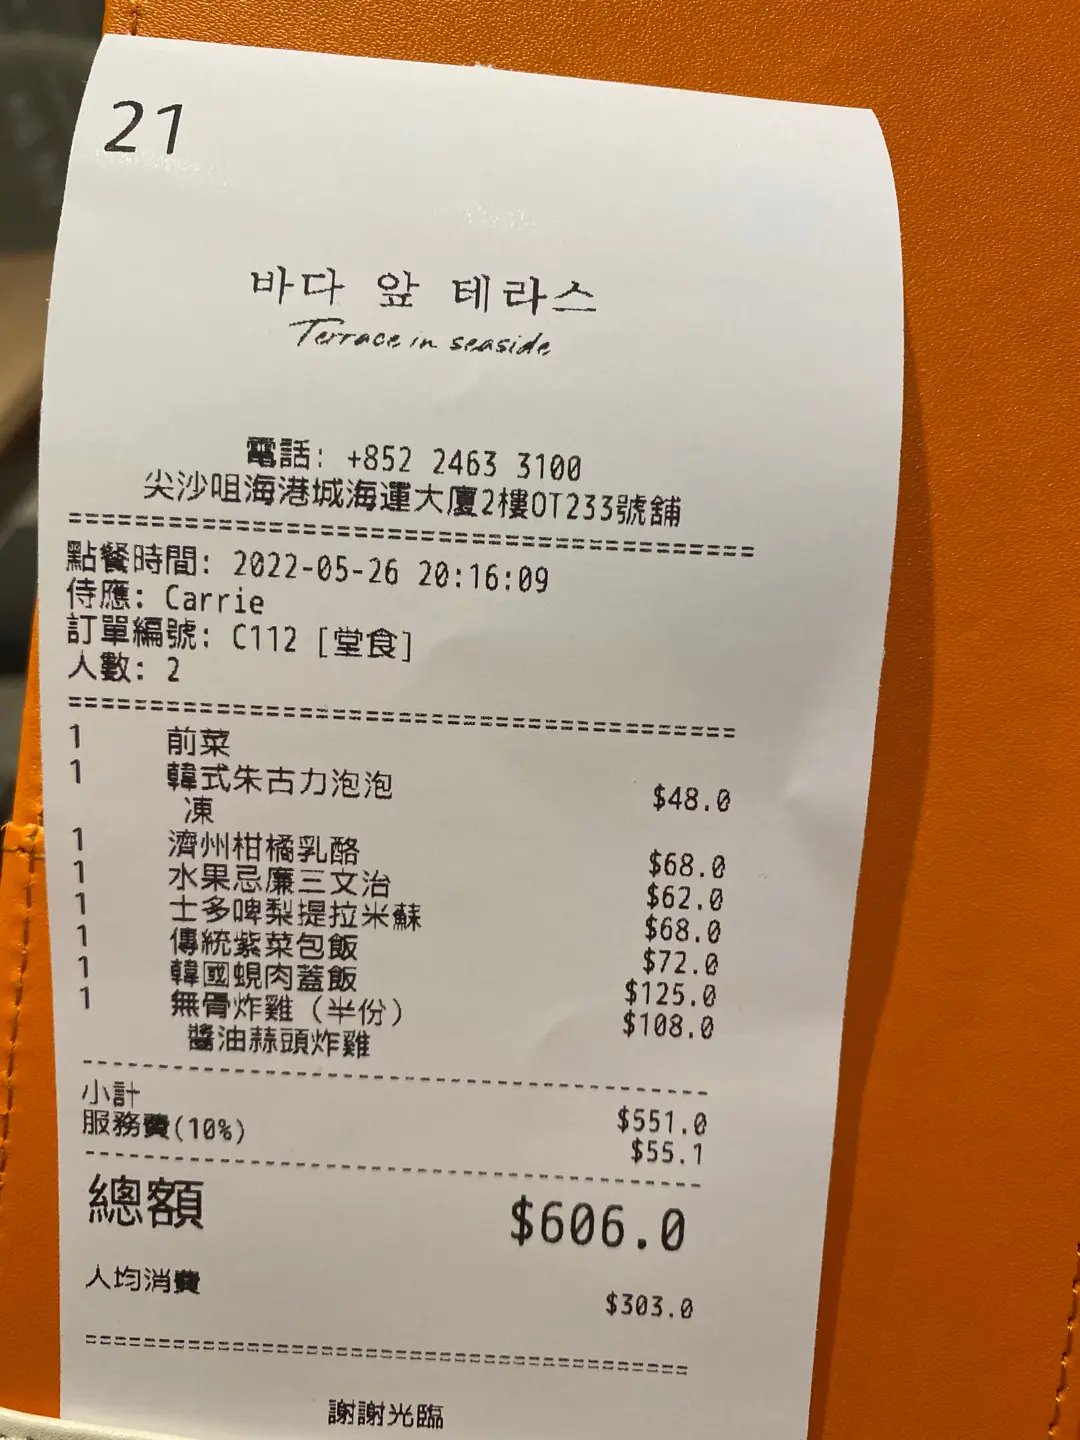 21
바다 앞 테라스
Terrace in seaside
電話: +852 2463 3100
尖沙咀海港城海運大廈2樓OT233號舖
點餐時間: 2022-05-26 20:16:09
侍應: Carrie
訂單編號: C112 [堂食]
人數: 2
1 前菜
1 韓式朱古力泡泡 $48.0
凍
1 濟州柑橘乳酪 $68.0
1 水果忌廉三文治 $62.0
1 士多啤梨提拉米蘇 $68.0
1 傳統紫菜包飯 $72.0
1 韓國蜆肉蓋飯 $125.0
1 無骨炸雞 (半份) $108.0
醬油蒜頭炸雞
小計 $551.0
服務費(10%) $55.1
總額 $606.0
人均消費 $303.0
謝謝光臨